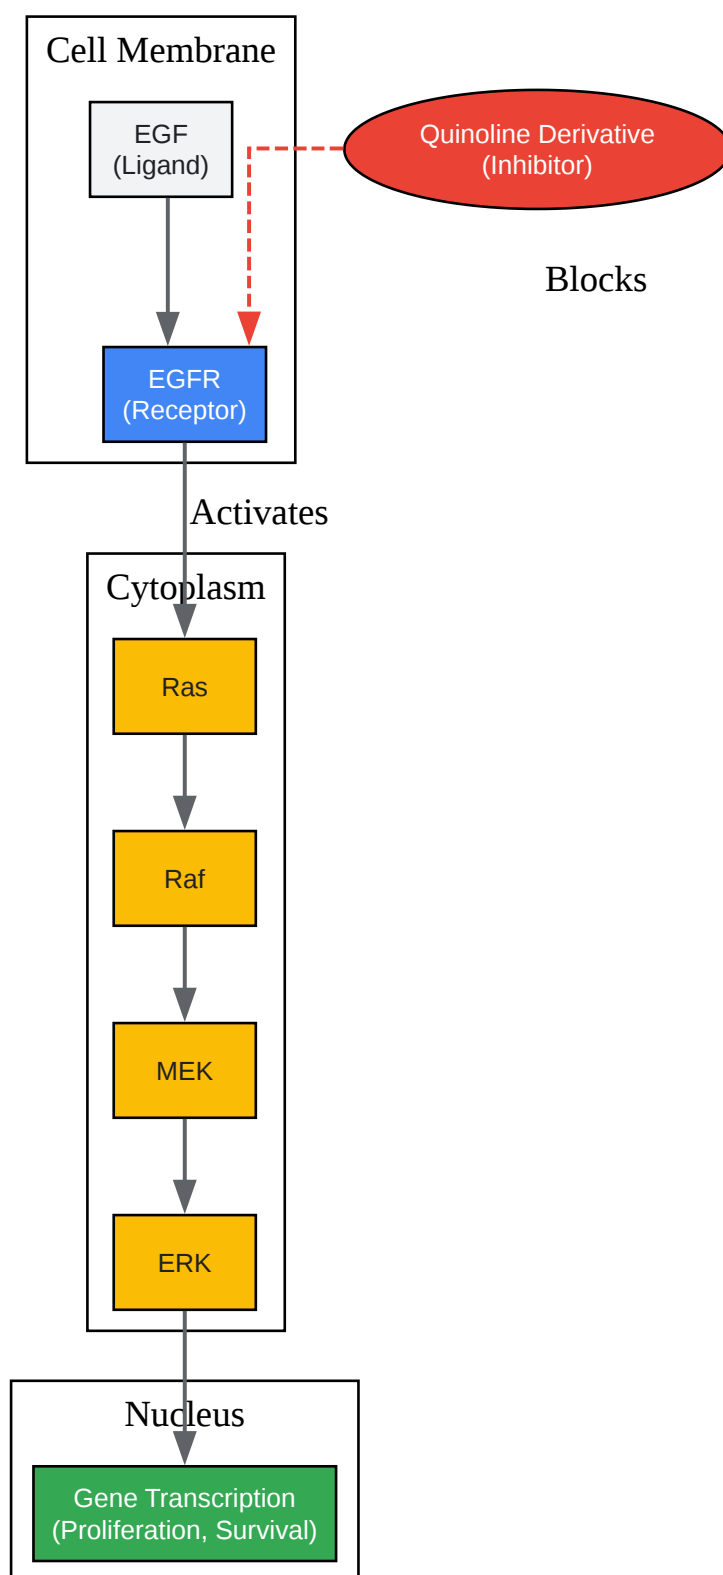 Cell Membrane
EGF
(Ligand)
Quinoline Derivative
(Inhibitor)
Blocks
EGFR
(Receptor)
Activates
Cytoplasm
Ras
Raf
MEK
ERK
Nucleus
Gene Transcription
(Proliferation, Survival)